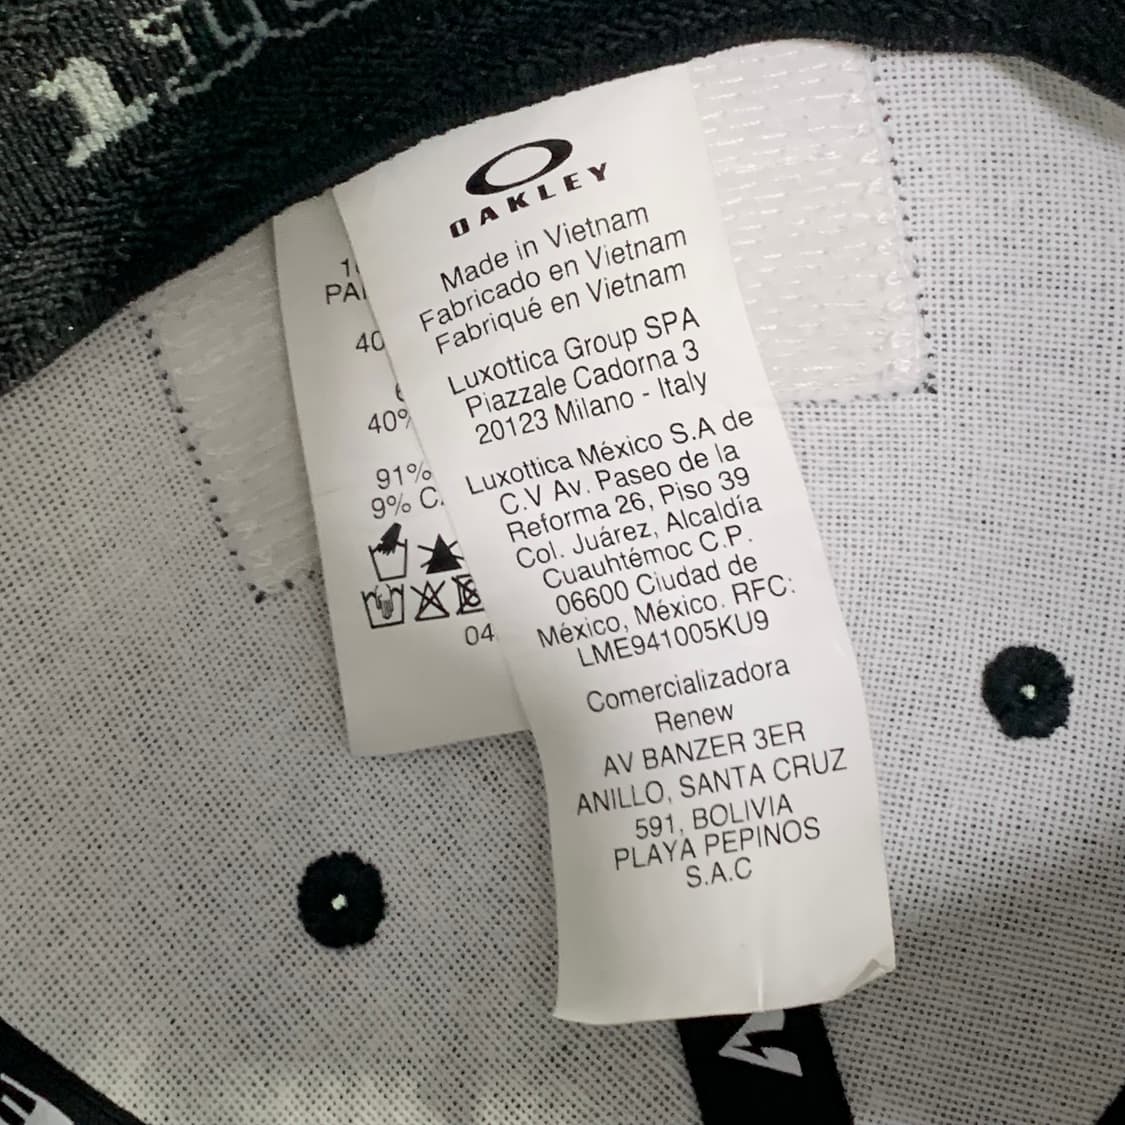 OAKLEY
Made in Vietnam
Fabricado en Vietnam
Fabriqué en Vietnam
Luxottica Group SPA
Piazzale Cadorna 3
20123 Milano - Italy
Luxottica México S.A de
C.V Av. Paseo de la
Reforma 26, Piso 39
Col. Juárez, Alcaldía
Cuauhtémoc C.P.
06600 Ciudad de
México, México. RFC:
LME941005KU9
Comercializadora
Renew
AV BANZER 3ER
ANILLO, SANTA CRUZ
591, BOLIVIA
PLAYA PEPINOS
S.A.C
40%
91%
9%
04